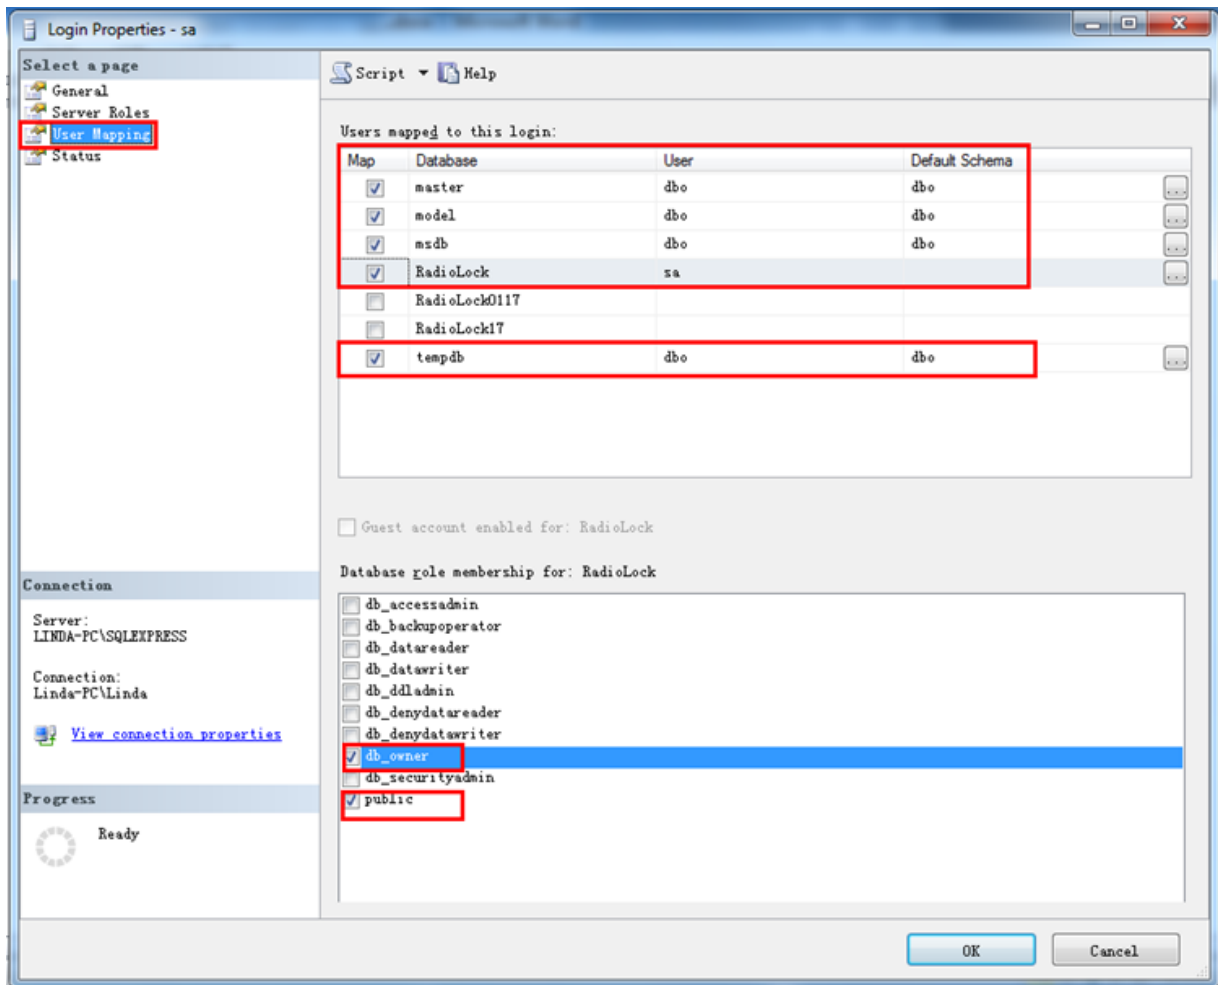 Login Properties - sa
Select a page
General
Server Roles
User Mapping
Status
Script
Help
Users mapped to this login:
Map Database User Default Schema
master dbo dbo ...
model dbo dbo ...
msdb dbo dbo ...
RadioLock sa ...
RadioLock0117
RadioLock17
tempdb dbo dbo ...
Guest account enabled for: RadioLock
Database role membership for: RadioLock
db_accessadmin
db_backupoperator
db_datareader
db_datawriter
db_ddladmin
db_denydatareader
db_denydatawriter
db_owner
db_securityadmin
public
Connection
Server:
LINDA-PC\SQLEXPRESS
Connection:
Linda-PC\Linda
View connection properties
Progress
Ready
OK Cancel